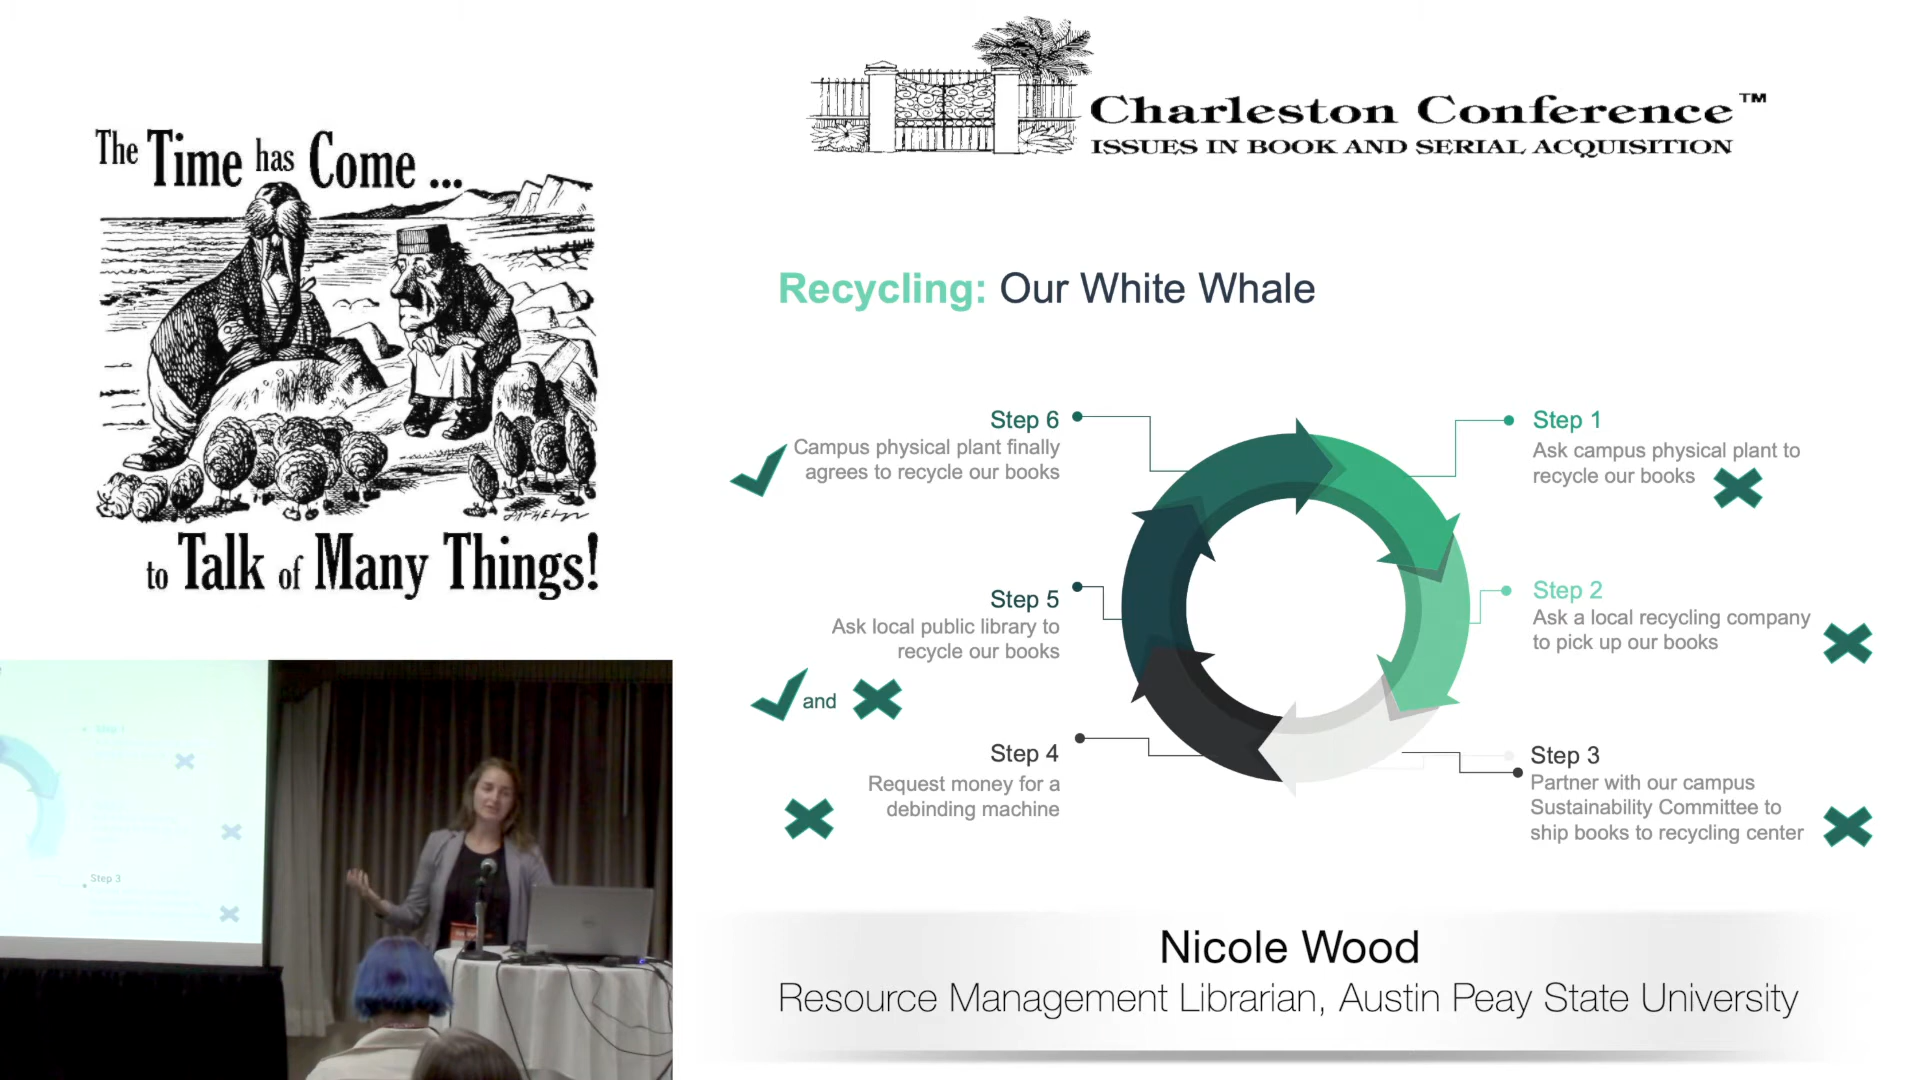 The Time has Come ...
to Talk of Many Things!
Charleston Conference™
ISSUES IN BOOK AND SERIAL ACQUISITION
Recycling: Our White Whale
Step 1
Ask campus physical plant to
recycle our books
Step 2
Ask a local recycling company
to pick up our books
Step 3
Partner with our campus
Sustainability Committee to
ship books to recycling center
Step 4
Request money for a
debinding machine
Step 5
Ask local public library to
recycle our books
and
Step 6
Campus physical plant finally
agrees to recycle our books
Step 1
Step 3
Nicole Wood
Resource Management Librarian, Austin Peay State University